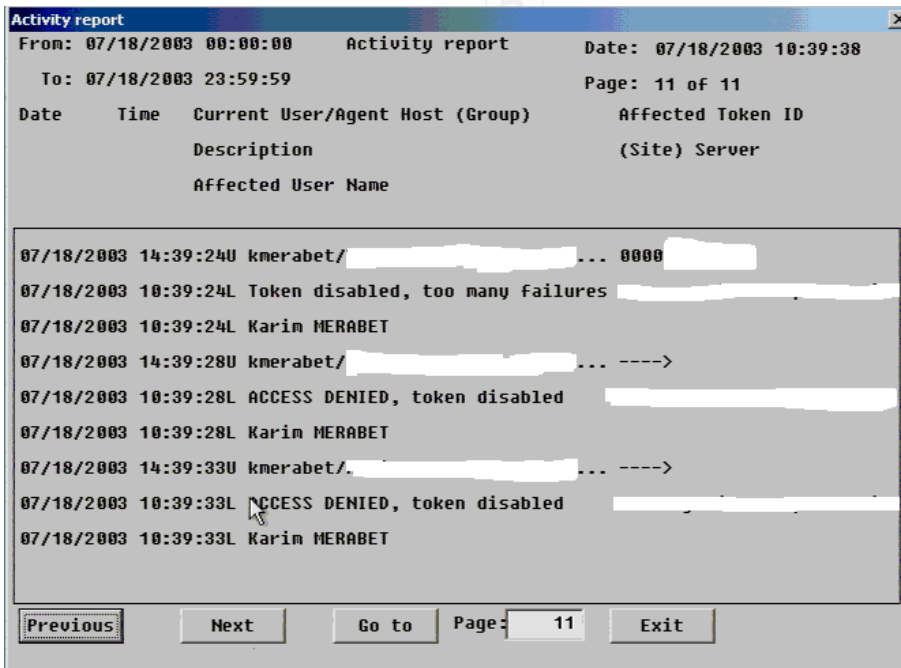 Activity report
From: 07/18/2003 00:00:00 Activity report Date: 07/18/2003 10:39:38
To: 07/18/2003 23:59:59 Page: 11 of 11
Date Time Current User/Agent Host (Group) Affected Token ID
Description (Site) Server
Affected User Name
07/18/2003 14:39:24U kmerabet/ ... 0000
07/18/2003 10:39:24L Token disabled, too many failures
07/18/2003 10:39:24L Karim MERABET
07/18/2003 14:39:28U kmerabet/ ... ---->
07/18/2003 10:39:28L ACCESS DENIED, token disabled
07/18/2003 10:39:28L Karim MERABET
07/18/2003 14:39:33U kmerabet/. ... ---->
07/18/2003 10:39:33L ACCESS DENIED, token disabled
07/18/2003 10:39:33L Karim MERABET
Previous Next Go to Page: 11 Exit